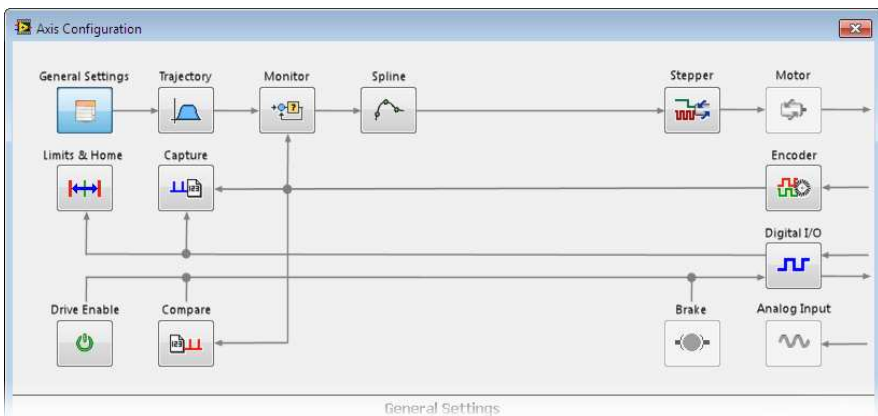 Axis Configuration
General Settings Trajectory Monitor Spline Stepper Motor
Limits & Home Capture Encoder
Digital I/O
Drive Enable Compare Brake Analog Input
General Settings